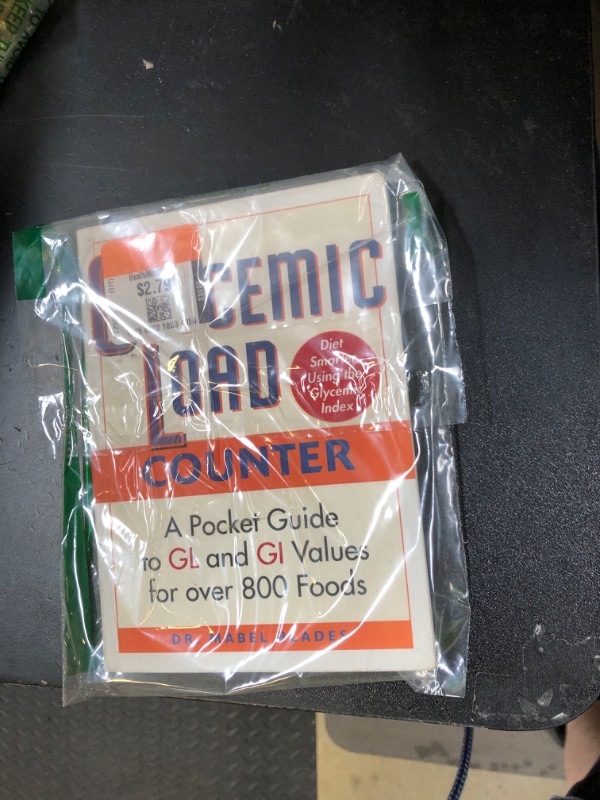 $2.79
CEMIC
LOAD
Diet
Smarter
Using the
Glycemic
Index
COUNTER
A Pocket Guide
to GL and GI Values
for over 800 Foods
DR. MABEL BLADES